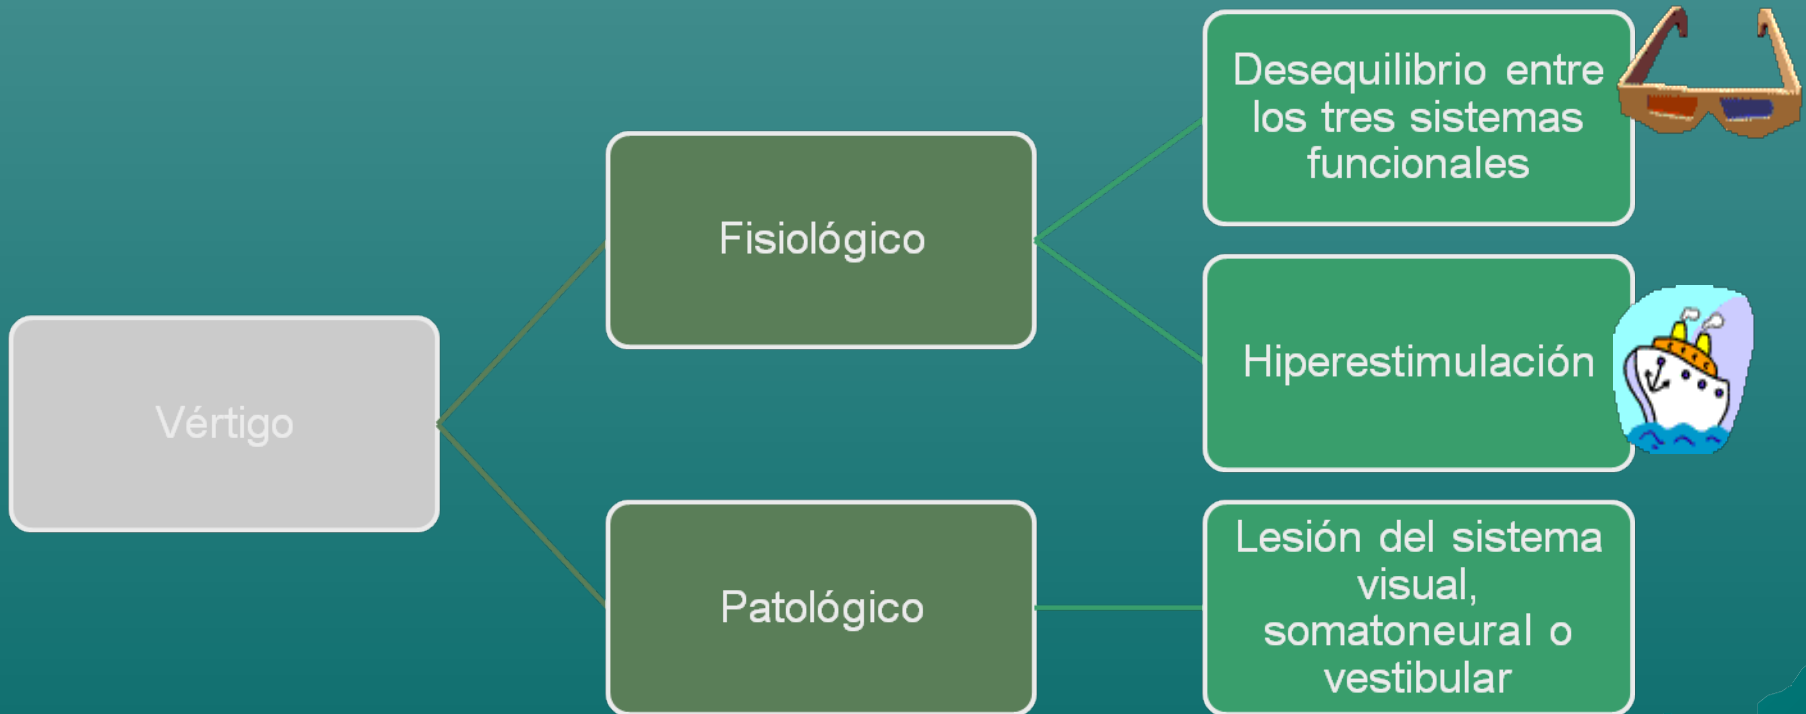 Vértigo
Fisiológico
Desequilibrio entre
los tres sistemas
funcionales
Hiperestimulación
Patológico
Lesión del sistema
visual,
somatoneural o
vestibular